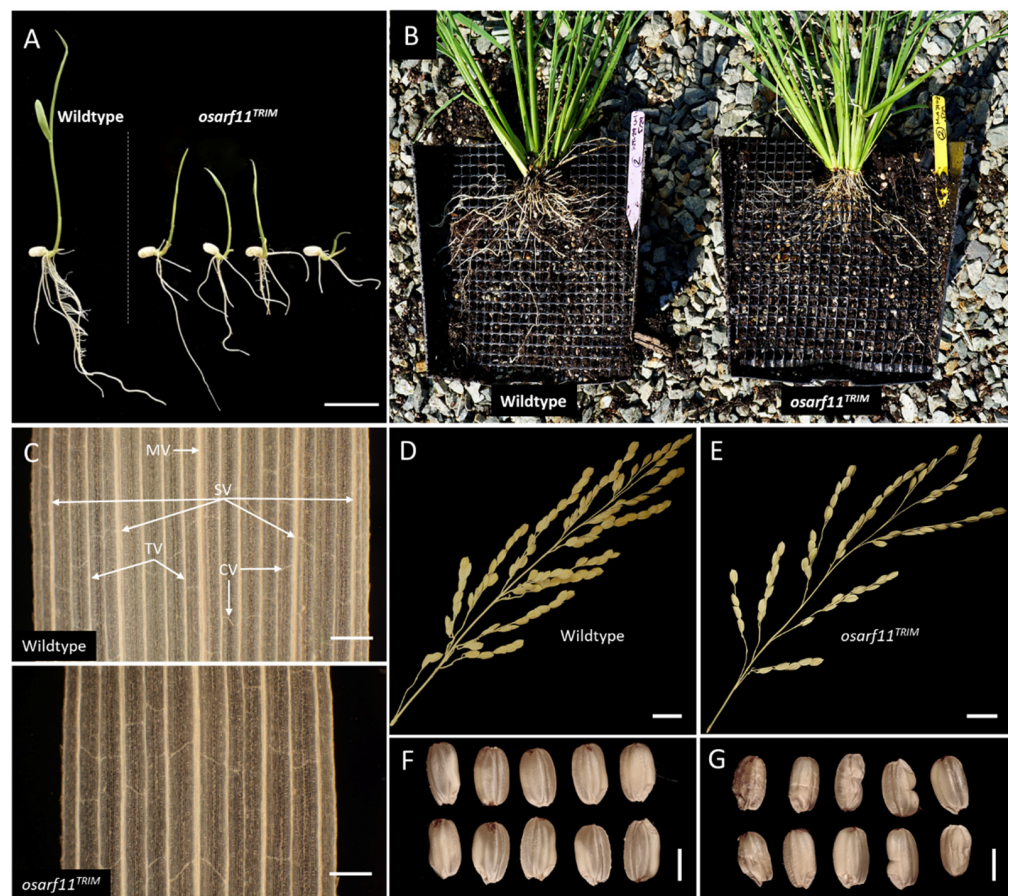 A
Wildtype
osarf11TRIM
B
Wildtype
osarf11TRIM
C
MV
SV
TV
CV
Wildtype
osarf11TRIM
D
Wildtype
E
osarf11TRIM
F
G